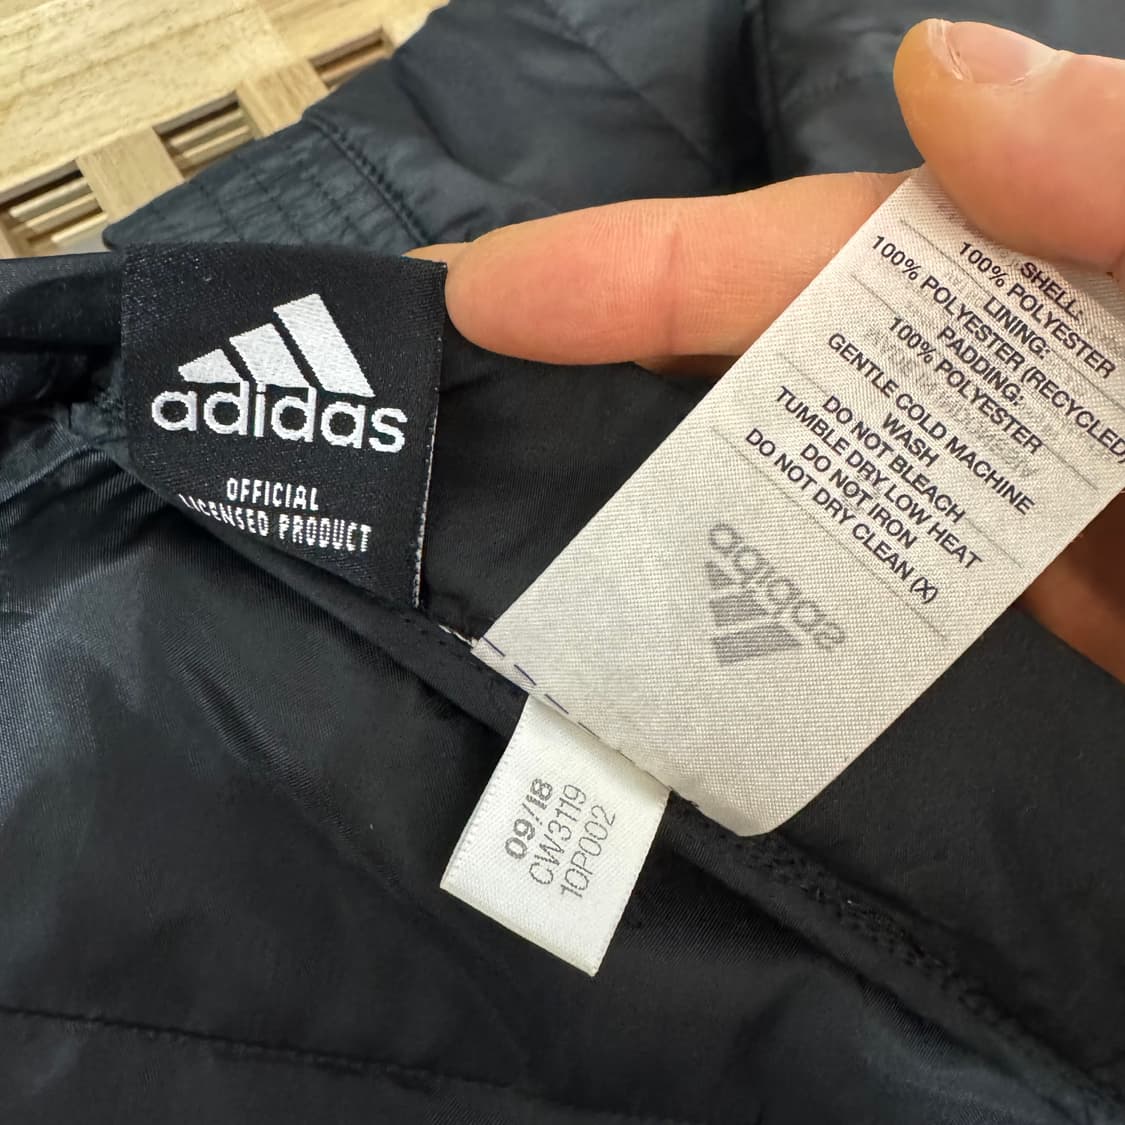 adidas
OFFICIAL
LICENSED PRODUCT
SHELL:
100% POLYESTER
LINING:
100% POLYESTER (RECYCLED)
PADDING:
100% POLYESTER
GENTLE COLD MACHINE
WASH
DO NOT BLEACH
TUMBLE DRY LOW HEAT
DO NOT IRON
DO NOT DRY CLEAN (X)
adidas
09/18
CW3119
10P002